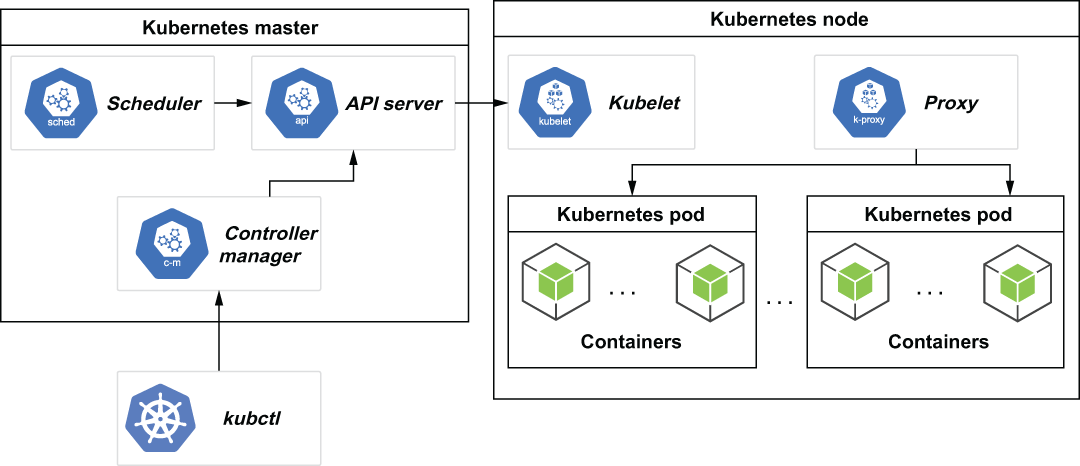 Kubernetes master
Scheduler
sched
API server
api
Controller
manager
c-m
kubctl
Kubernetes node
Kubelet
kubelet
Proxy
k-proxy
Kubernetes pod
...
Containers
...
Kubernetes pod
...
Containers